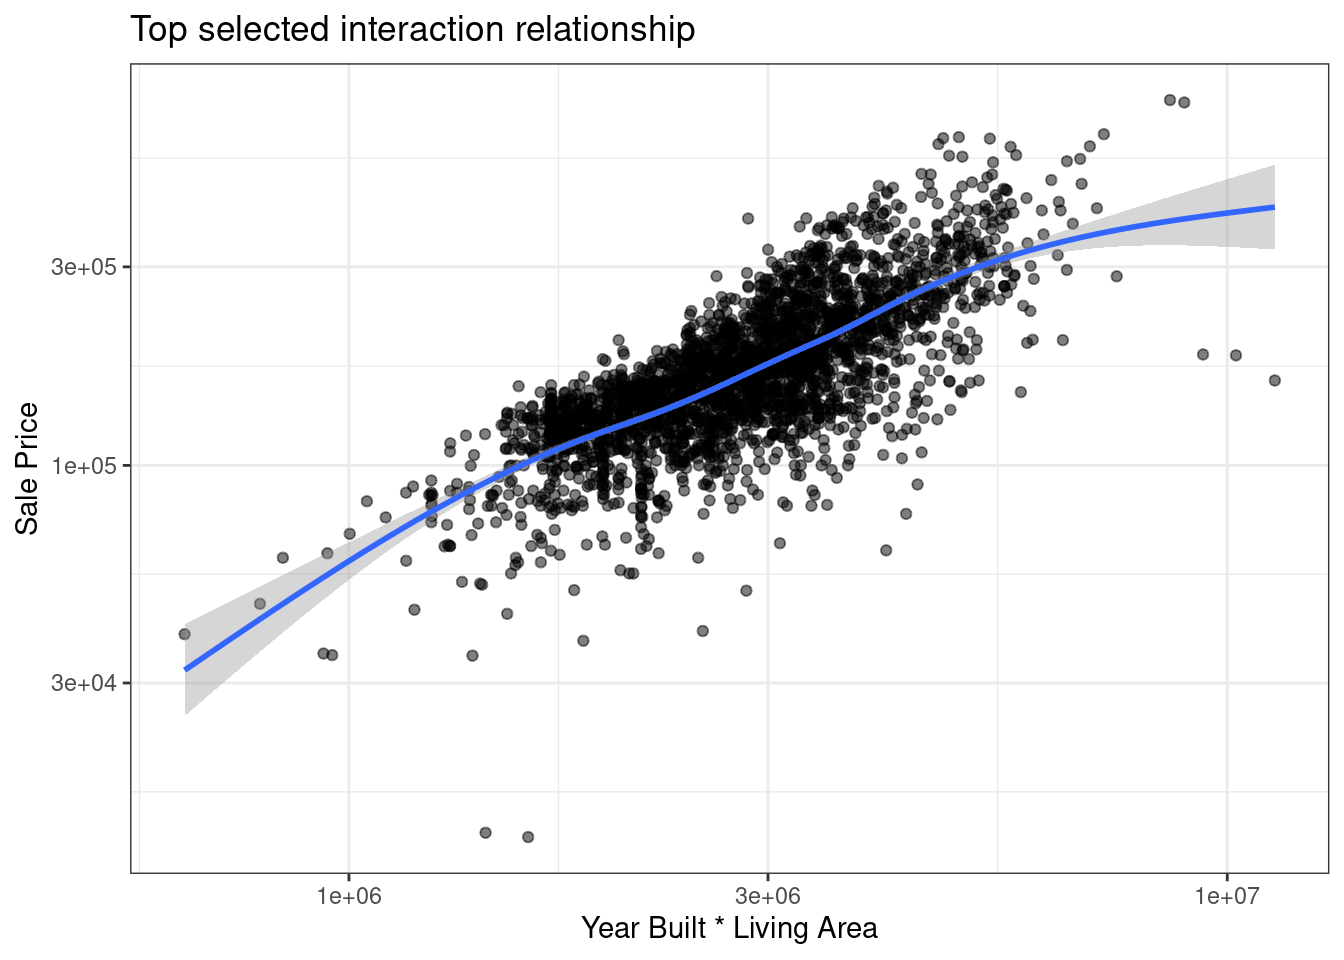 Top selected interaction relationship
Sale Price
3e+05
1e+05
3e+04
1e+06
3e+06
1e+07
Year Built * Living Area